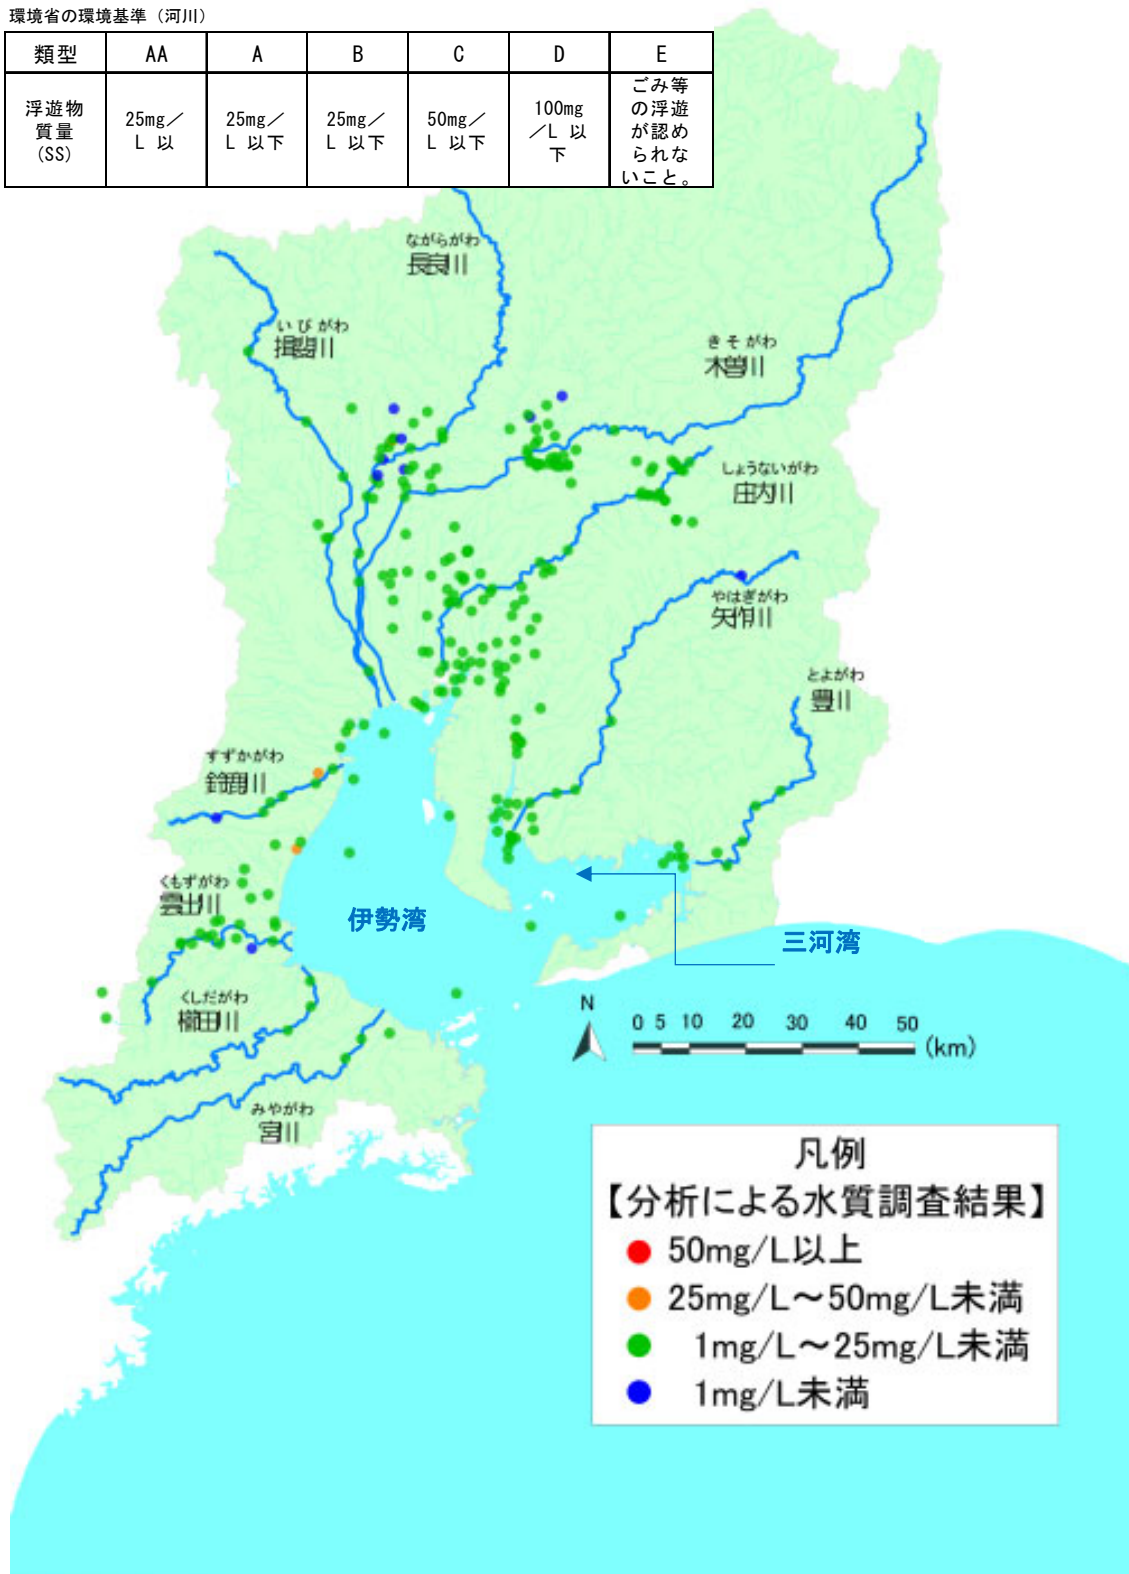 環境省の環境基準（河川）
類型 AA A B C D E
浮遊物
質量
(SS)
25mg／
L 以
25mg／
L 以下
25mg／
L 以下
50mg／
L 以下
100mg
／L 以
下
ごみ等
の浮遊
が認め
られな
いこと。
ながらがわ
長良川
いびがわ
揖斐川
きそがわ
木曽川
しょうないがわ
庄内川
やはぎがわ
矢作川
とよがわ
豊川
すずかがわ
鈴鹿川
くもずがわ
雲出川
伊勢湾
三河湾
くしだがわ
櫛田川
みやがわ
宮川
N
0 5 10 20 30 40 50
(km)
凡例
【分析による水質調査結果】
50mg/L以上
25mg/L～50mg/L未満
1mg/L～25mg/L未満
1mg/L未満